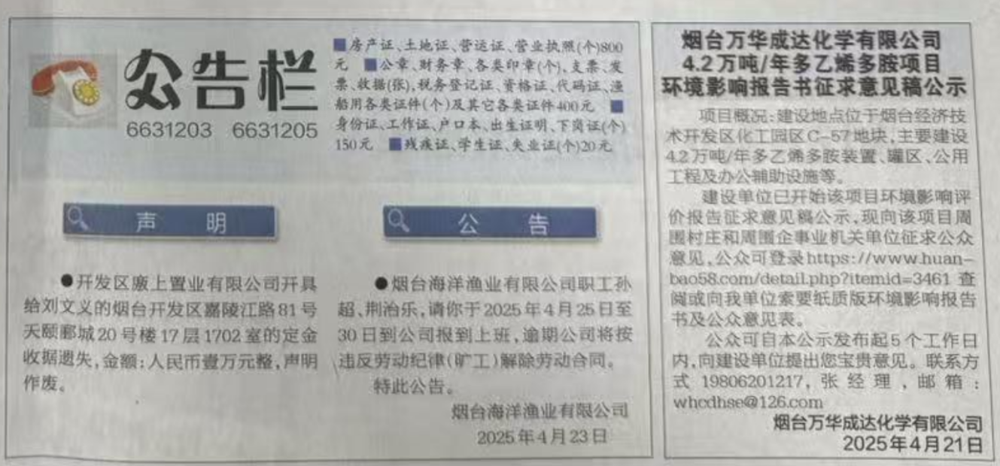 公告栏
6631203 6631205
■房产证、土地证、营运证、营业执照(个)800
元 ■公章、财务章、各类印章(个),支票、发
票、收据(张),税务登记证、资格证、代码证、渔
船用各类证件(个)及其它各类证件400元 ■
身份证、工作证、户口本、出生证明、下岗证(个)
150元 ■残疾证、学生证、失业证(个)20元
声 明
●开发区廒上置业有限公司开具
给刘文义的烟台开发区嘉陵江路81号
天颐郦城20号楼17层1702室的定金
收据遗失,金额:人民币壹万元整,声明
作废。
公 告
●烟台海洋渔业有限公司职工孙
超、荆治乐,请你于2025年4月25日至
30日到公司报到上班,逾期公司将按
违反劳动纪律(旷工)解除劳动合同。
特此公告。
烟台海洋渔业有限公司
2025年4月23日
烟台万华成达化学有限公司
4.2万吨/年多乙烯多胺项目
环境影响报告书征求意见稿公示
项目概况:建设地点位于烟台经济技
术开发区化工园区C-57地块,主要建设
4.2万吨/年多乙烯多胺装置、罐区、公用
工程及办公辅助设施等。
建设单位已开始该项目环境影响评
价报告征求意见稿公示,现向该项目周
围村庄和周围企事业机关单位征求公众
意见,公众可登录https://www.huan-
bao58.com/detail.php?itemid=3461查
阅或向我单位索要纸质版环境影响报告
书及公众意见表。
公众可自本公示发布起5个工作日
内,向建设单位提出您宝贵意见。联系方
式 19806201217,张经理,邮箱:
whcdhse@126.com
烟台万华成达化学有限公司
2025年4月21日